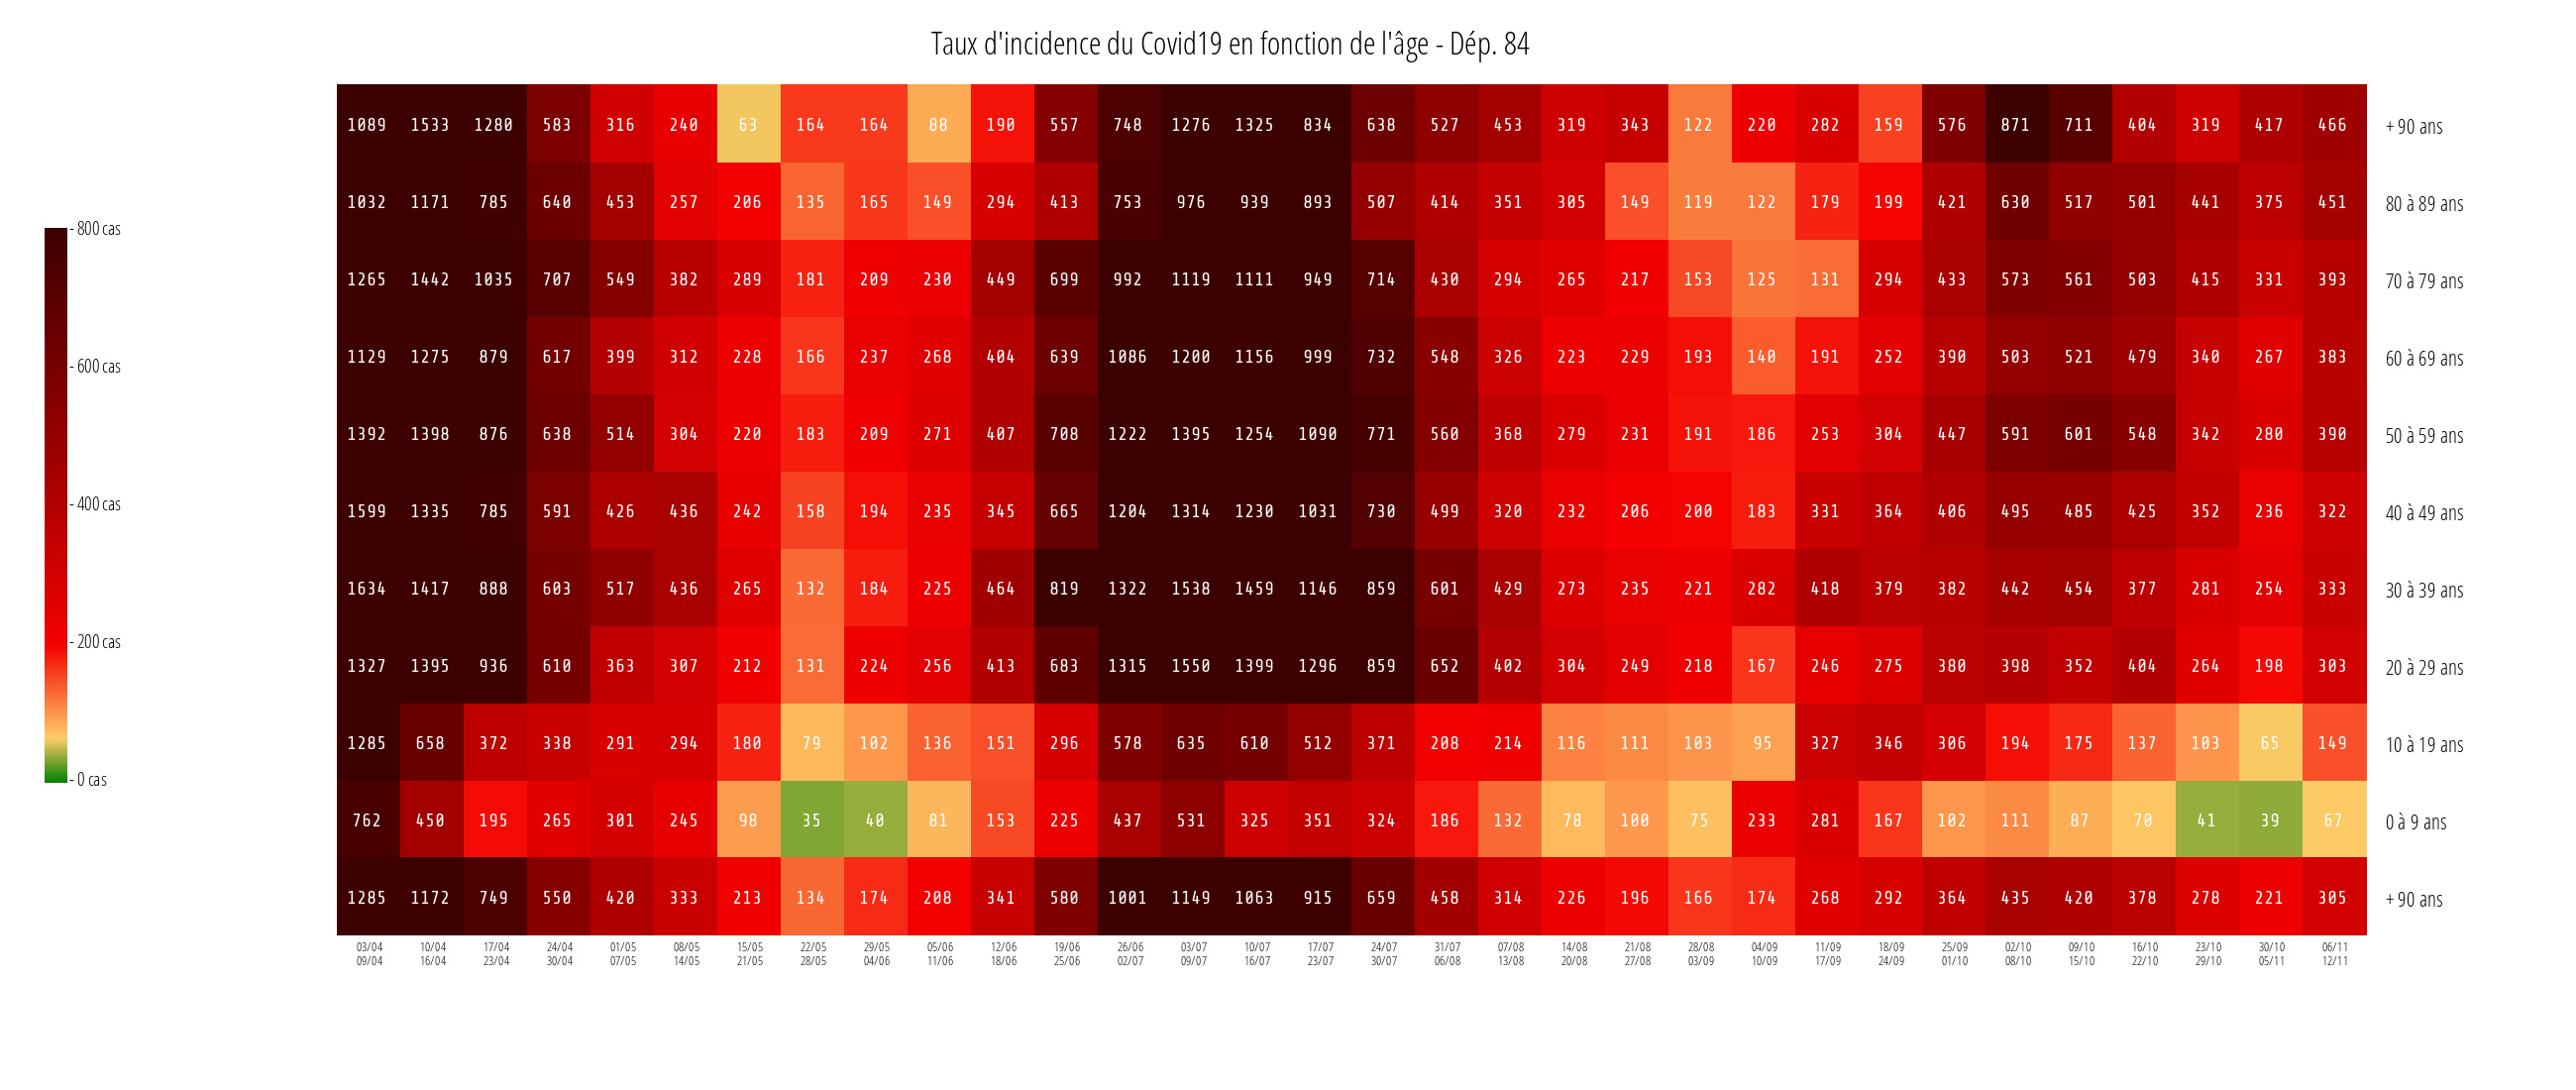 Taux d'incidence du Covid19 en fonction de l'âge - Dép. 84
1089 1533 1280 583 316 240 63 164 164 88 190 557 748 1276 1325 834 638 527 453 319 343 122 220 282 159 576 871 711 404 319 417 466 + 90 ans
1032 1171 785 640 453 257 206 135 165 149 294 413 753 976 939 893 507 414 351 305 149 119 122 179 199 421 630 517 501 441 375 451 80 à 89 ans
- 800 cas
1265 1442 1035 707 549 382 289 181 209 230 449 699 992 1119 1111 949 714 430 294 265 217 153 125 131 294 433 573 561 503 415 331 393 70 à 79 ans
1129 1275 879 617 399 312 228 166 237 268 404 639 1086 1200 1156 999 732 548 326 223 229 193 140 191 252 390 503 521 479 340 267 383 60 à 69 ans
- 600 cas
1392 1398 876 638 514 304 220 183 209 271 407 708 1222 1395 1254 1090 771 560 368 279 231 191 186 253 304 447 591 601 548 342 280 390 50 à 59 ans
- 400 cas
1599 1335 785 591 426 436 242 158 194 235 345 665 1204 1314 1230 1031 730 499 320 232 206 200 183 331 364 406 495 485 425 352 236 322 40 à 49 ans
1634 1417 888 603 517 436 265 132 184 225 464 819 1322 1538 1459 1146 859 601 429 273 235 221 282 418 379 382 442 454 377 281 254 333 30 à 39 ans
- 200 cas
1327 1395 936 610 363 307 212 131 224 256 413 683 1315 1550 1399 1296 859 652 402 304 249 218 167 246 275 380 398 352 404 264 198 303 20 à 29 ans
1285 658 372 338 291 294 180 79 102 136 151 296 578 635 610 512 371 208 214 116 111 103 95 327 346 306 194 175 137 103 65 149 10 à 19 ans
- 0 cas
762 450 195 265 301 245 98 35 40 81 153 225 437 531 325 351 324 186 132 78 100 75 233 281 167 102 111 87 70 41 39 67 0 à 9 ans
1285 1172 749 550 420 333 213 134 174 208 341 580 1001 1149 1063 915 659 458 314 226 196 166 174 268 292 364 435 420 378 278 221 305 + 90 ans
03/04 10/04 17/04 24/04 01/05 08/05 15/05 22/05 29/05 05/06 12/06 19/06 26/06 03/07 10/07 17/07 24/07 31/07 07/08 14/08 21/08 28/08 04/09 11/09 18/09 25/09 02/10 09/10 16/10 23/10 30/10 06/11
09/04 16/04 23/04 30/04 07/05 14/05 21/05 28/05 04/06 11/06 18/06 25/06 02/07 09/07 16/07 23/07 30/07 06/08 13/08 20/08 27/08 03/09 10/09 17/09 24/09 01/10 08/10 15/10 22/10 29/10 05/11 12/11